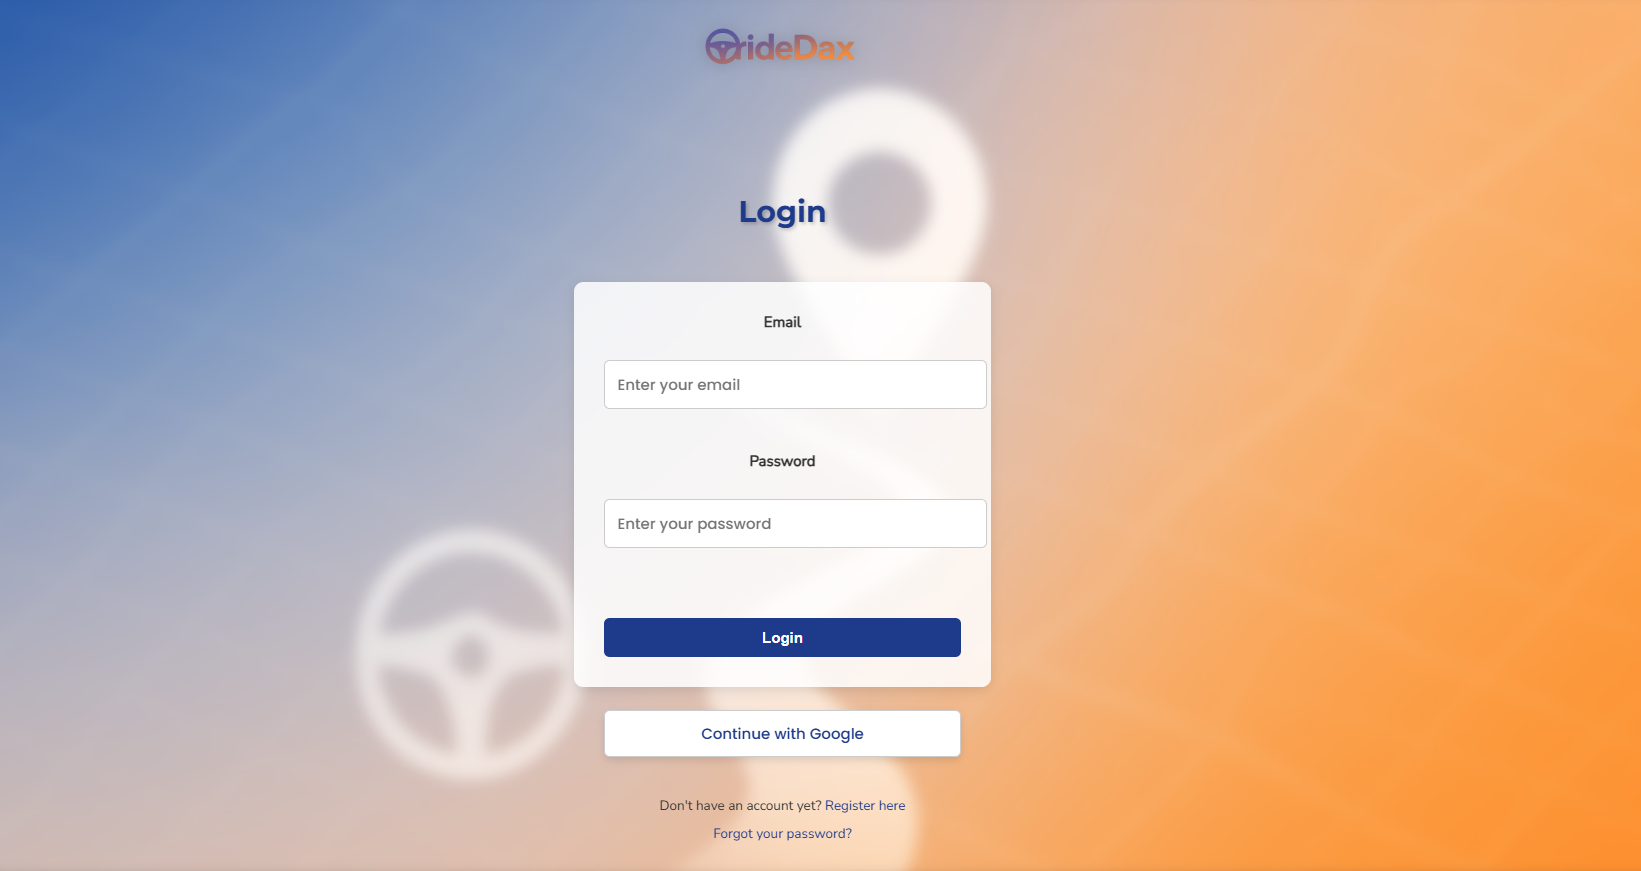 rideDax
Login
Email
Enter your email
Password
Enter your password
Login
Continue with Google
Don't have an account yet? Register here
Forgot your password?